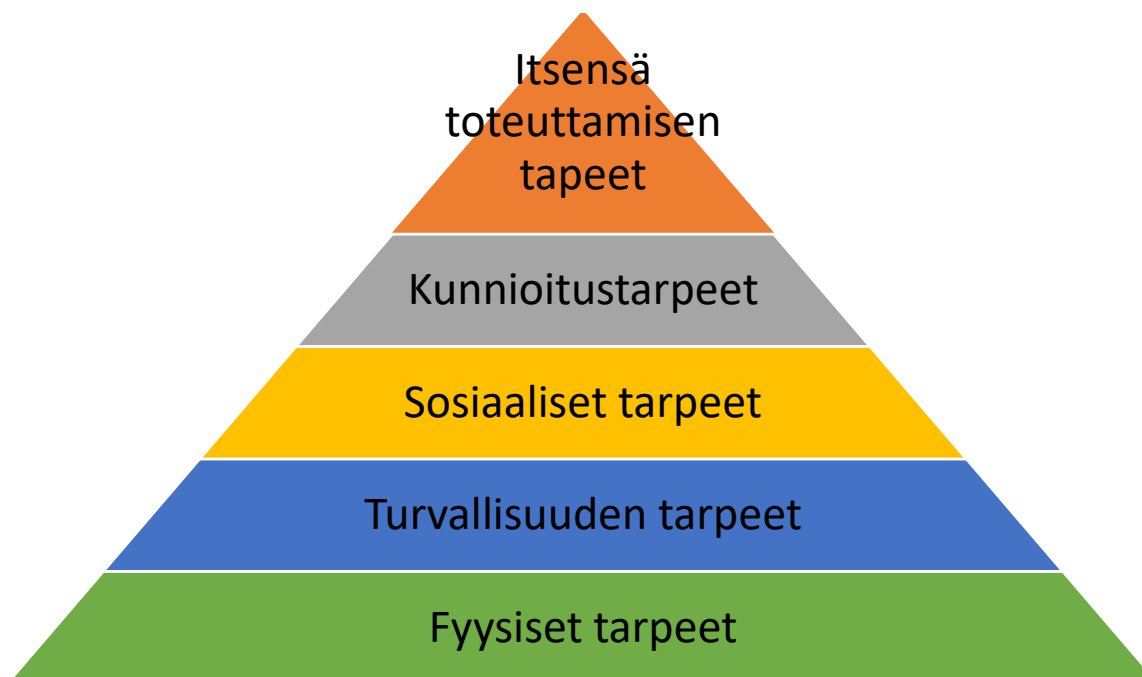 Itsensä
toteuttamisen
tapeet
Kunnioitustarpeet
Sosiaaliset tarpeet
Turvallisuuden tarpeet
Fyysiset tarpeet